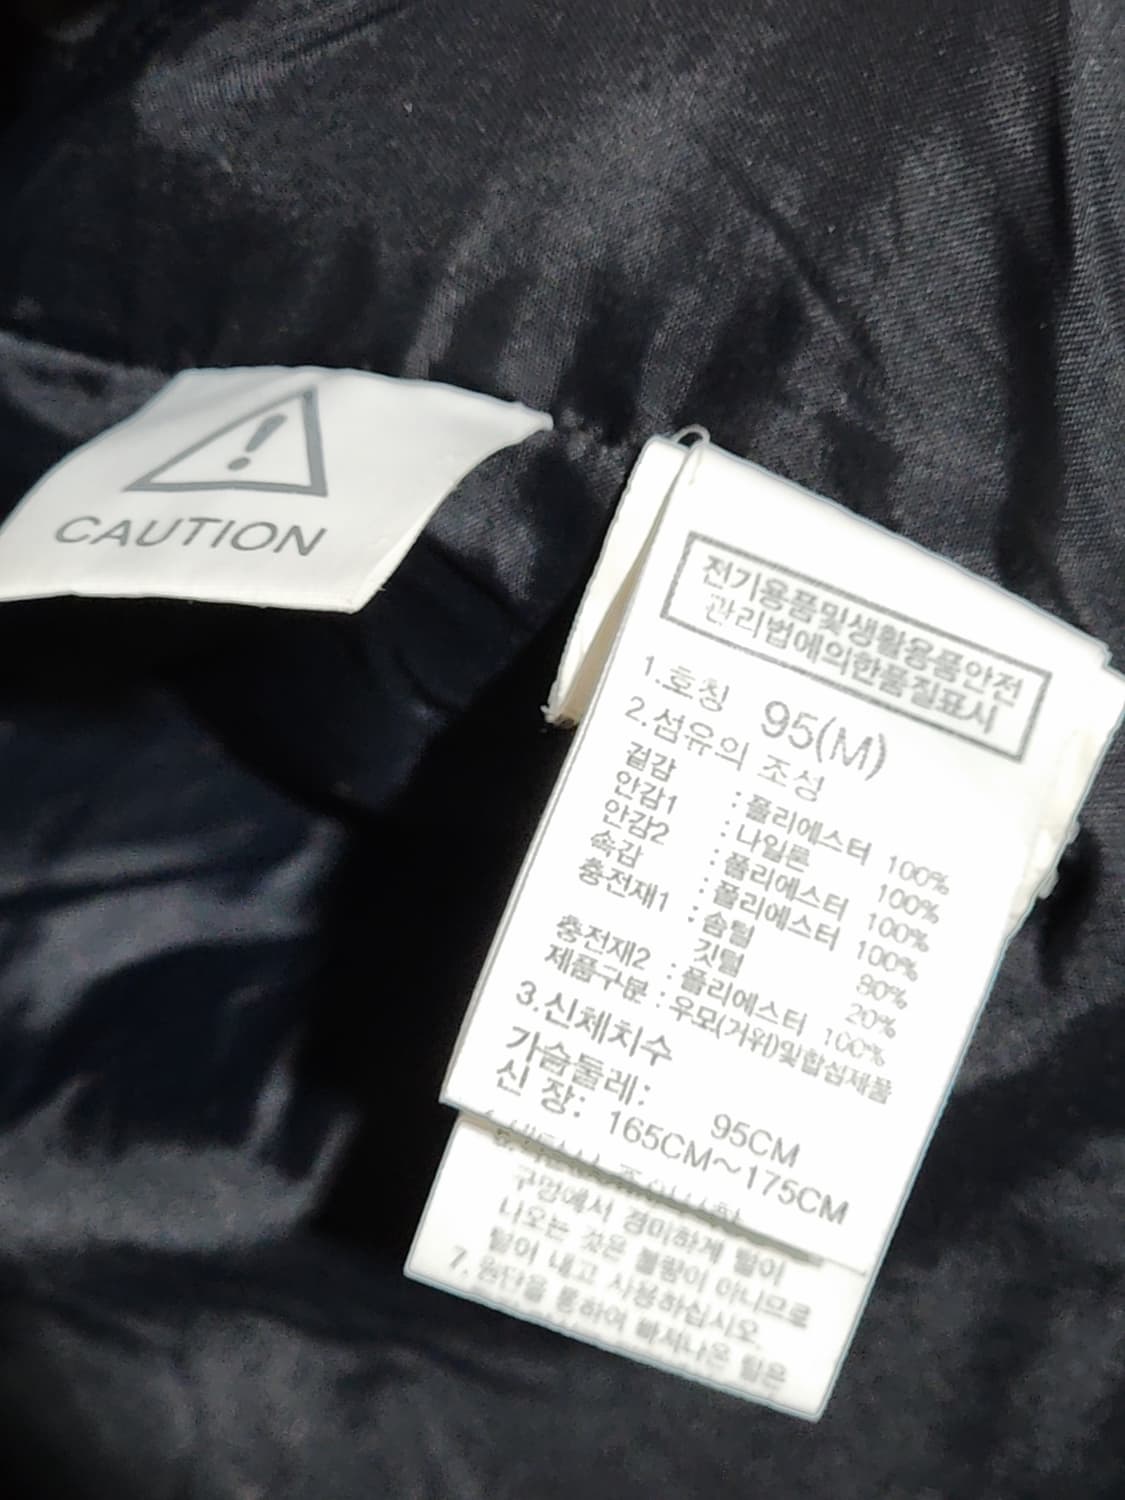 CAUTION
전기용품및생활용품안전
관리법에의한품질표시
1.호칭 95(M)
2.섬유의 조성
겉감 : 폴리에스터 100%
안감1 : 나일론 100%
안감2 : 폴리에스터 100%
속감 : 폴리에스터 100%
충전재1 : 솜털 80%
깃털 20%
충전재2 : 폴리에스터 100%
제품구분 : 우모(거위)및합성제품
3.신체치수
가슴둘레: 95CM
신 장: 165CM~175CM
구멍에서 경미하게 털이
나오는 것은 불량이 아니므로
털어 내고 사용하십시오.
7. 원단을 통하여 빠져나온 털은